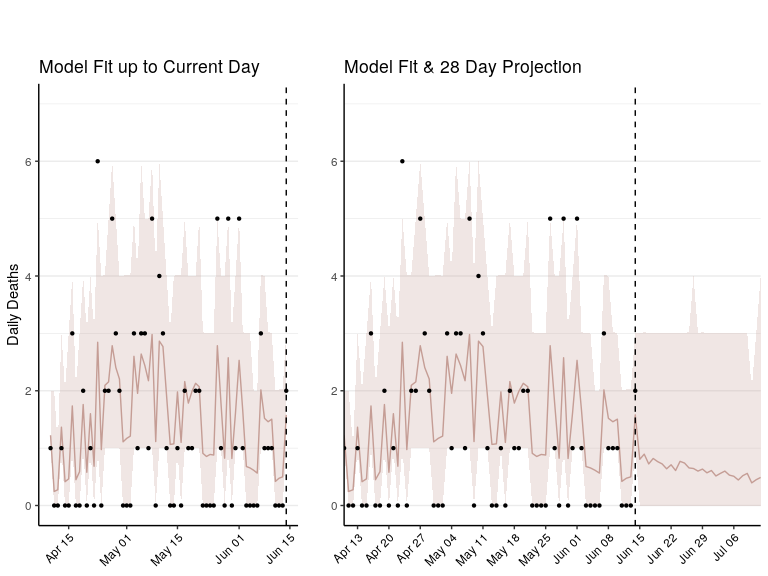 Model Fit up to Current Day
Model Fit & 28 Day Projection
Daily Deaths
6
4
2
0
Apr 15
May 01
May 15
Jun 01
Jun 15
6
4
2
0
Apr 13
Apr 20
Apr 27
May 04
May 11
May 18
May 25
Jun 01
Jun 08
Jun 15
Jun 22
Jun 29
Jul 06